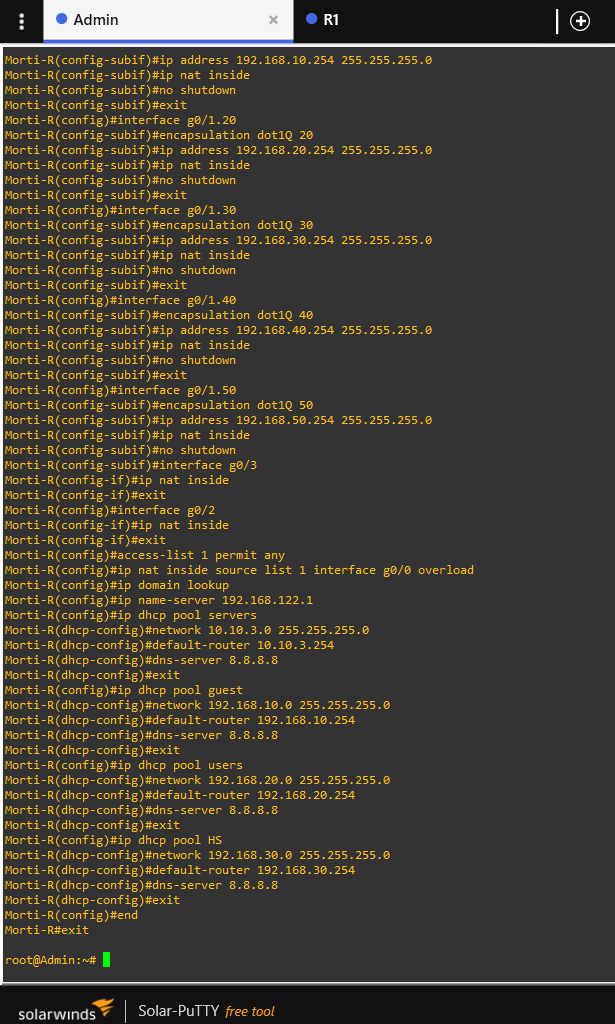 Admin
R1
Morti-R(config-subif)#ip address 192.168.10.254 255.255.255.0
Morti-R(config-subif)#ip nat inside
Morti-R(config-subif)#no shutdown
Morti-R(config-subif)#exit
Morti-R(config)#interface g0/1.20
Morti-R(config-subif)#encapsulation dot1Q 20
Morti-R(config-subif)#ip address 192.168.20.254 255.255.255.0
Morti-R(config-subif)#ip nat inside
Morti-R(config-subif)#no shutdown
Morti-R(config-subif)#exit
Morti-R(config)#interface g0/1.30
Morti-R(config-subif)#encapsulation dot1Q 30
Morti-R(config-subif)#ip address 192.168.30.254 255.255.255.0
Morti-R(config-subif)#ip nat inside
Morti-R(config-subif)#no shutdown
Morti-R(config-subif)#exit
Morti-R(config)#interface g0/1.40
Morti-R(config-subif)#encapsulation dot1Q 40
Morti-R(config-subif)#ip address 192.168.40.254 255.255.255.0
Morti-R(config-subif)#ip nat inside
Morti-R(config-subif)#no shutdown
Morti-R(config-subif)#exit
Morti-R(config)#interface g0/1.50
Morti-R(config-subif)#encapsulation dot1Q 50
Morti-R(config-subif)#ip address 192.168.50.254 255.255.255.0
Morti-R(config-subif)#ip nat inside
Morti-R(config-subif)#no shutdown
Morti-R(config-subif)#interface g0/3
Morti-R(config-if)#ip nat inside
Morti-R(config-if)#exit
Morti-R(config)#interface g0/2
Morti-R(config-if)#ip nat inside
Morti-R(config-if)#exit
Morti-R(config)#access-list 1 permit any
Morti-R(config)#ip nat inside source list 1 interface g0/0 overload
Morti-R(config)#ip domain lookup
Morti-R(config)#ip name-server 192.168.122.1
Morti-R(config)#ip dhcp pool servers
Morti-R(dhcp-config)#network 10.10.3.0 255.255.255.0
Morti-R(dhcp-config)#default-router 10.10.3.254
Morti-R(dhcp-config)#dns-server 8.8.8.8
Morti-R(dhcp-config)#exit
Morti-R(config)#ip dhcp pool guest
Morti-R(dhcp-config)#network 192.168.10.0 255.255.255.0
Morti-R(dhcp-config)#default-router 192.168.10.254
Morti-R(dhcp-config)#dns-server 8.8.8.8
Morti-R(dhcp-config)#exit
Morti-R(config)#ip dhcp pool users
Morti-R(dhcp-config)#network 192.168.20.0 255.255.255.0
Morti-R(dhcp-config)#default-router 192.168.20.254
Morti-R(dhcp-config)#dns-server 8.8.8.8
Morti-R(dhcp-config)#exit
Morti-R(config)#ip dhcp pool HS
Morti-R(dhcp-config)#network 192.168.30.0 255.255.255.0
Morti-R(dhcp-config)#default-router 192.168.30.254
Morti-R(dhcp-config)#dns-server 8.8.8.8
Morti-R(dhcp-config)#exit
Morti-R(config)#end
Morti-R#exit
root@Admin:~#
solarwinds Solar-PuTTY free tool